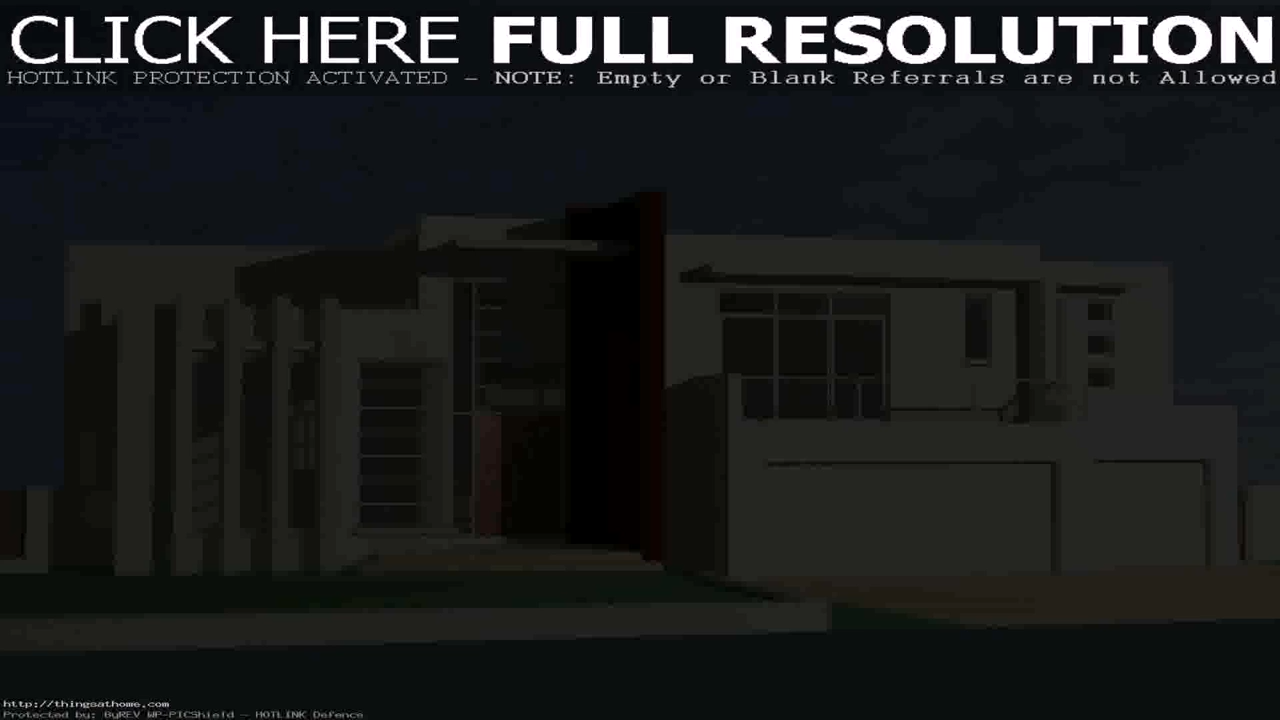 CLICK HERE FULL RESOLUTION
HOTLINK PROTECTION ACTIVATED – NOTE: Empty or Blank Referrals are not Allowed
http://thingsathome.com
Protected by: ByREV WP-PICShield – HOTLINK Defence